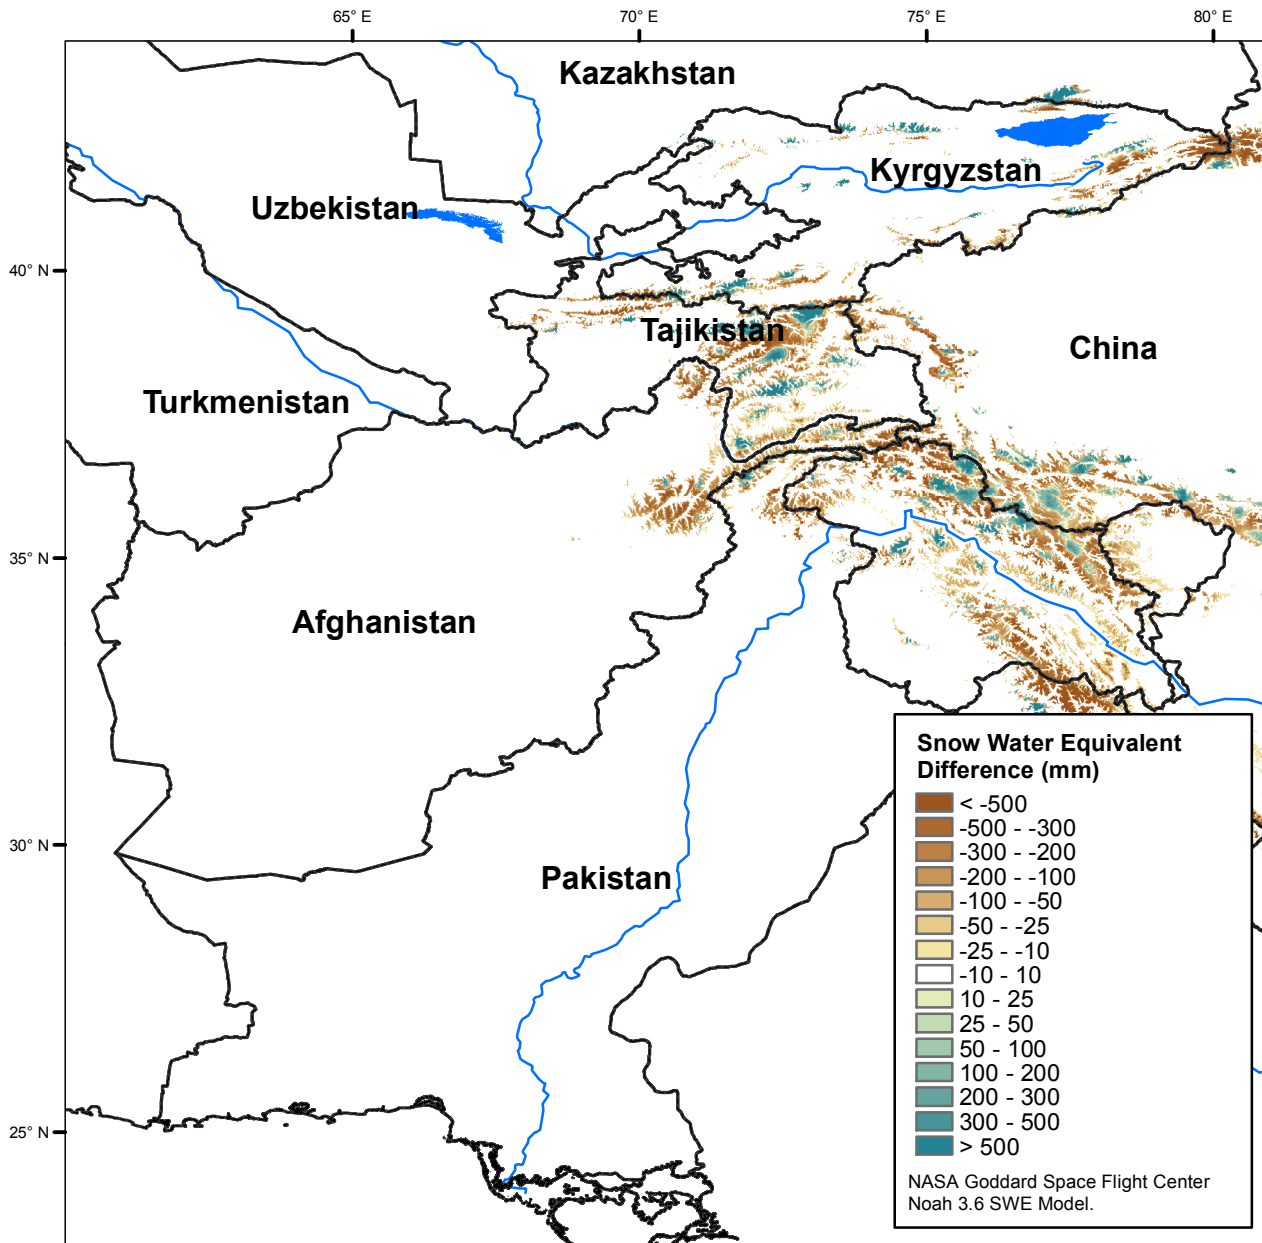 65° E
70° E
75° E
80° E
Kazakhstan
Kyrgyzstan
Uzbekistan
40° N
Tajikistan
China
Turkmenistan
35° N
Afghanistan
30° N
Pakistan
25° N
Snow Water Equivalent
Difference (mm)
< -500
-500 - -300
-300 - -200
-200 - -100
-100 - -50
-50 - -25
-25 - -10
-10 - 10
10 - 25
25 - 50
50 - 100
100 - 200
200 - 300
300 - 500
> 500
NASA Goddard Space Flight Center
Noah 3.6 SWE Model.